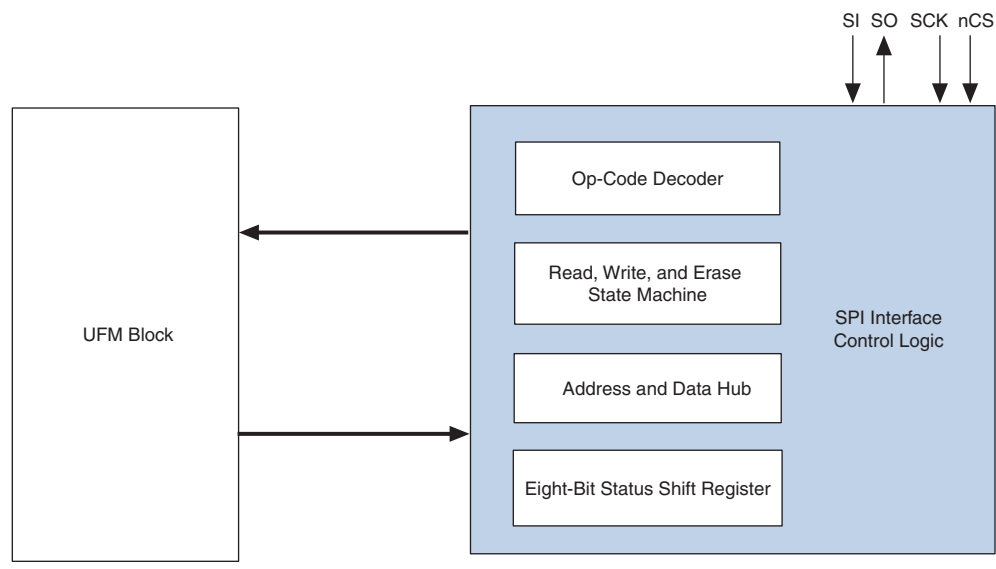 SI SO SCK nCS
Op-Code Decoder
Read, Write, and Erase
State Machine
UFM Block
SPI Interface
Control Logic
Address and Data Hub
Eight-Bit Status Shift Register